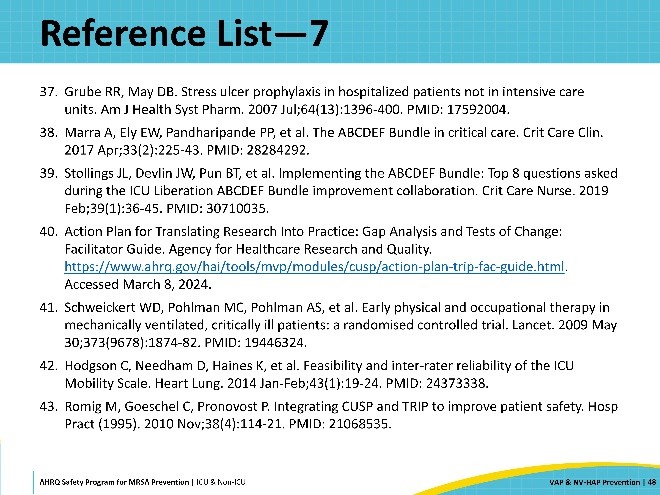 Reference List—7
37. Grube RR, May DB. Stress ulcer prophylaxis in hospitalized patients not in intensive care
units. Am J Health Syst Pharm. 2007 Jul;64(13):1396-400. PMID: 17592004.
38. Marra A, Ely EW, Pandharipande PP, et al. The ABCDEF Bundle in critical care. Crit Care Clin.
2017 Apr;33(2):225-43. PMID: 28284292.
39. Stollings JL, Devlin JW, Pun BT, et al. Implementing the ABCDEF Bundle: Top 8 questions asked
during the ICU Liberation ABCDEF Bundle improvement collaboration. Crit Care Nurse. 2019
Feb;39(1):36-45. PMID: 30710035.
40. Action Plan for Translating Research Into Practice: Gap Analysis and Tests of Change:
Facilitator Guide. Agency for Healthcare Research and Quality.
https://www.ahrq.gov/hai/tools/mvp/modules/cusp/action-plan-trip-fac-guide.html.
Accessed March 8, 2024.
41. Schweickert WD, Pohlman MC, Pohlman AS, et al. Early physical and occupational therapy in
mechanically ventilated, critically ill patients: a randomised controlled trial. Lancet. 2009 May
30;373(9678):1874-82. PMID: 19446324.
42. Hodgson C, Needham D, Haines K, et al. Feasibility and inter-rater reliability of the ICU
Mobility Scale. Heart Lung. 2014 Jan-Feb;43(1):19-24. PMID: 24373338.
43. Romig M, Goeschel C, Pronovost P. Integrating CUSP and TRIP to improve patient safety. Hosp
Pract (1995). 2010 Nov;38(4):114-21. PMID: 21068535.
AHRQ Safety Program for MRSA Prevention | ICU & Non-ICU
VAP & NV-HAP Prevention | 48